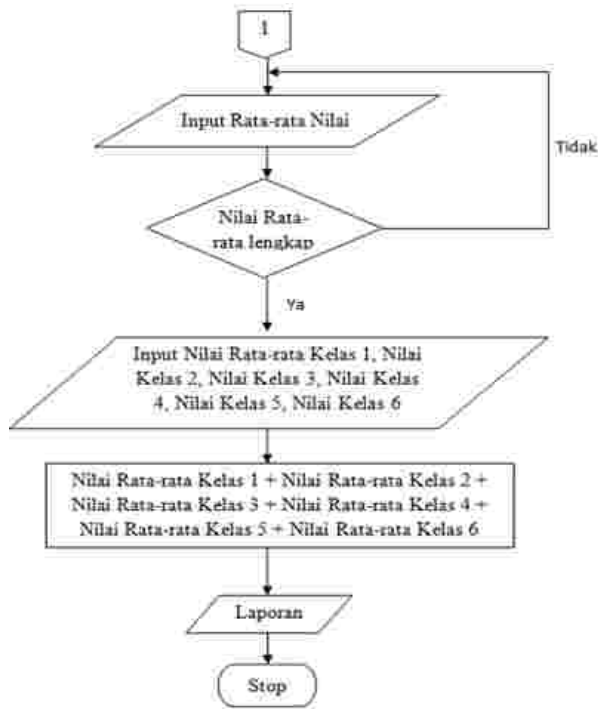 1
Input Rata-rata Nilai
Tidak
Nilai Rata-
rata lengkap
Ya
Input Nilai Rata-rata Kelas 1, Nilai
Kelas 2, Nilai Kelas 3, Nilai Kelas
4, Nilai Kelas 5, Nilai Kelas 6
Nilai Rata-rata Kelas 1 + Nilai Rata-rata Kelas 2 +
Nilai Rata-rata Kelas 3 + Nilai Rata-rata Kelas 4 +
Nilai Rata-rata Kelas 5 + Nilai Rata-rata Kelas 6
Laporan
Stop